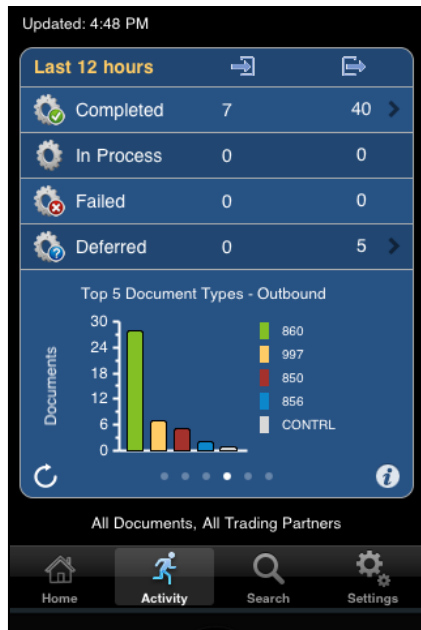 Updated: 4:48 PM
Last 12 hours
Completed 7 40
In Process 0 0
Failed 0 0
Deferred 0 5
Top 5 Document Types - Outbound
Documents
30
24
18
12
6
0
860
997
850
856
CONTRL
All Documents, All Trading Partners
Home Activity Search Settings